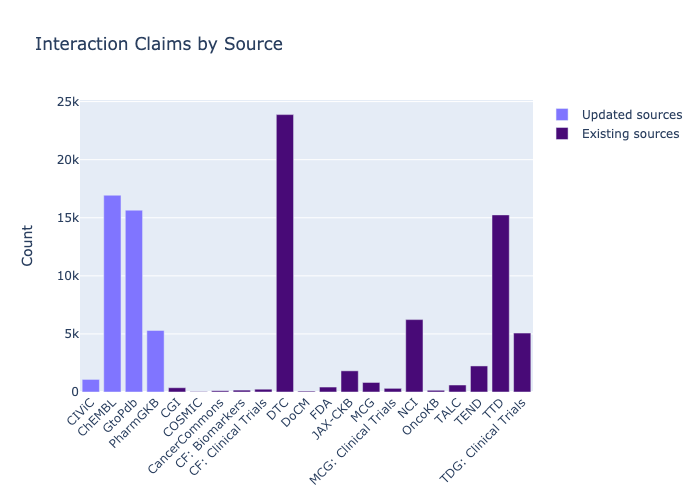 Interaction Claims by Source
Updated sources
Existing sources
Count
25k
20k
15k
10k
5k
0
CIViC
ChEMBL
GtoPdb
PharmGKB
CGI
COSMIC
CancerCommons
CF: Biomarkers
CF: Clinical Trials
DTC
DoCM
FDA
JAX-CKB
MCG
MCG: Clinical Trials
NCI
OncoKB
TALC
TEND
TTD
TDG: Clinical Trials